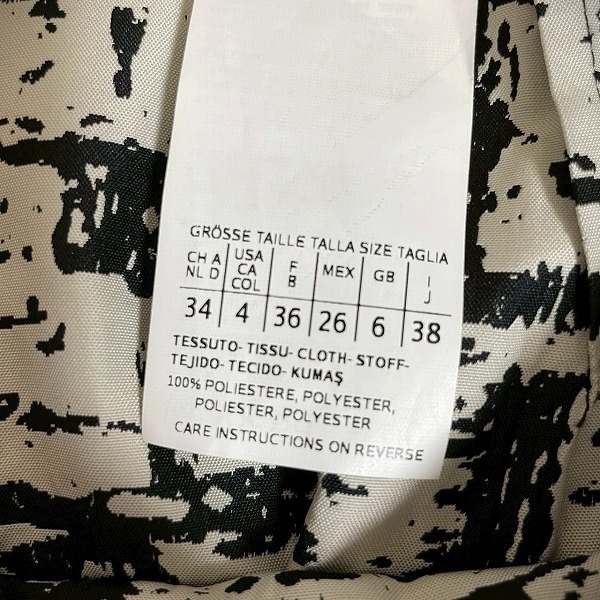 GRÖSSE TAILLE TALLA SIZE TAGLIA
CH A USA F MEX GB I
NL D CA B J
COL
34 4 36 26 6 38
TESSUTO- TISSU- CLOTH- STOFF-
TEJIDO- TECIDO- KUMAŞ
100% POLIESTERE, POLYESTER,
POLIESTER, POLYESTER
CARE INSTRUCTIONS ON REVERSE